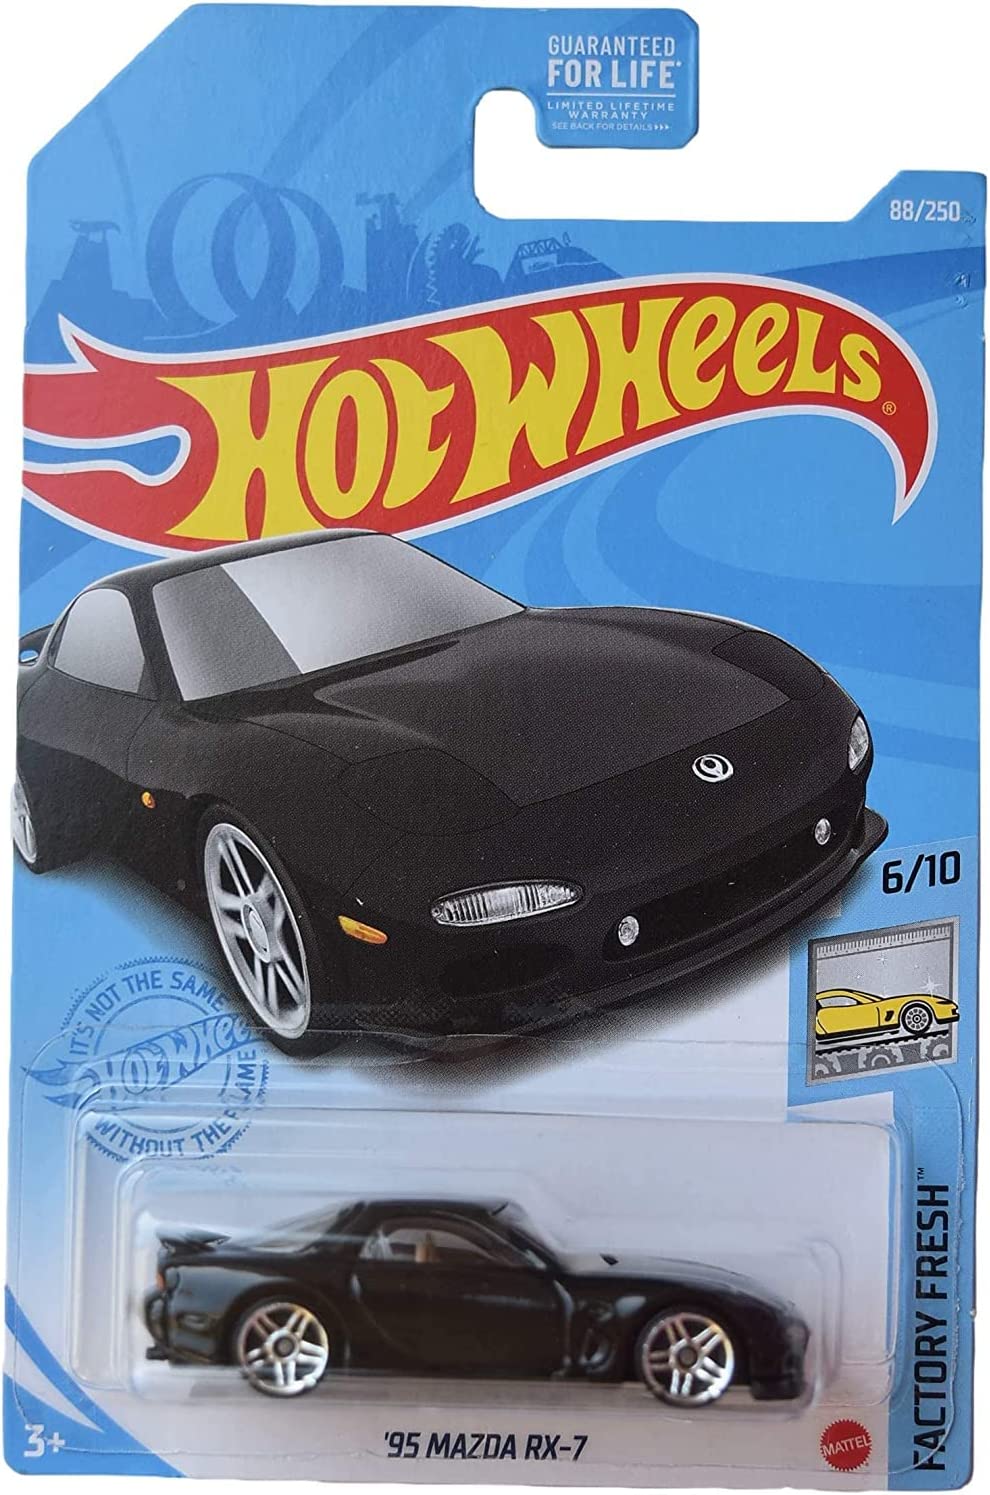 GUARANTEED
FOR LIFE*
LIMITED LIFETIME
WARRANTY
SEE BACK FOR DETAILS >>>
88/250
HOT WHEELS®
6/10
IT'S NOT THE SAME
HOT WHEELS
WITHOUT THE FLAME
FACTORY FRESH™
3+
'95 MAZDA RX-7
MATTEL